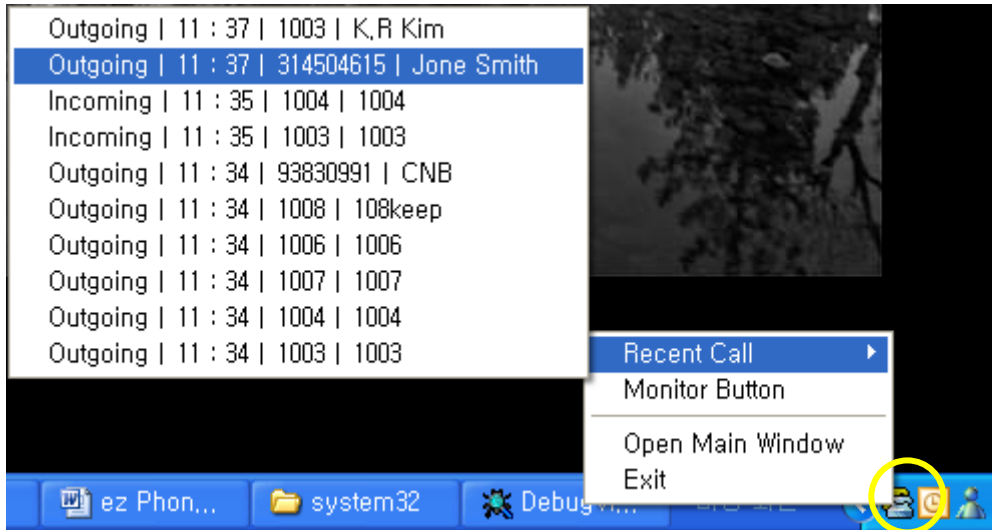 Outgoing | 11 : 37 | 1003 | K,R Kim
Outgoing | 11 : 37 | 314504615 | Jone Smith
Incoming | 11 : 35 | 1004 | 1004
Incoming | 11 : 35 | 1003 | 1003
Outgoing | 11 : 34 | 93830991 | CNB
Outgoing | 11 : 34 | 1008 | 108keep
Outgoing | 11 : 34 | 1006 | 1006
Outgoing | 11 : 34 | 1007 | 1007
Outgoing | 11 : 34 | 1004 | 1004
Outgoing | 11 : 34 | 1003 | 1003
Recent Call
Monitor Button
Open Main Window
Exit
ez Phon,,,
system32